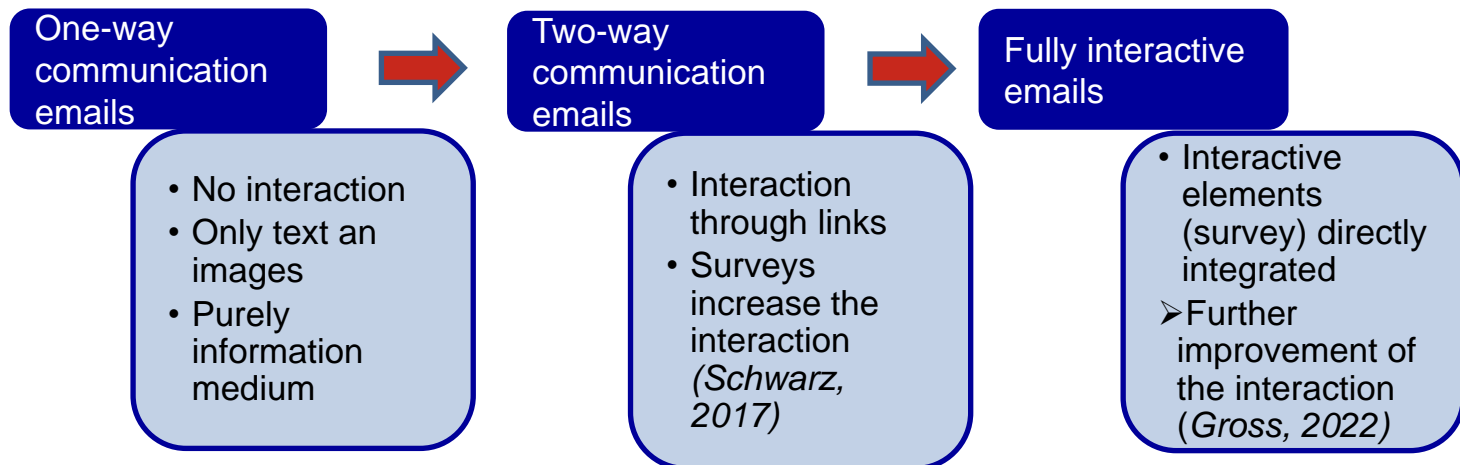 One-way
communication
emails
• No interaction
• Only text an
images
• Purely
information
medium
Two-way
communication
emails
• Interaction
through links
• Surveys
increase the
interaction
(Schwarz,
2017)
Fully interactive
emails
• Interactive
elements
(survey) directly
integrated
➢Further
improvement of
the interaction
(Gross, 2022)